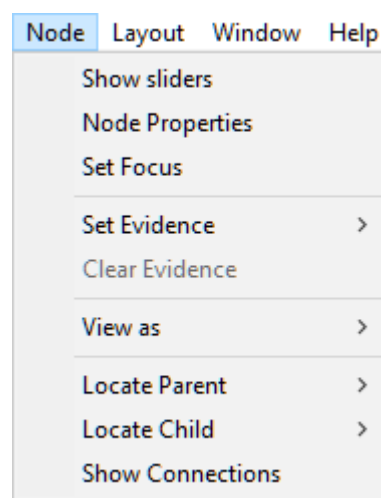 Node Layout Window Help
Show sliders
Node Properties
Set Focus
Set Evidence
Clear Evidence
View as
Locate Parent
Locate Child
Show Connections